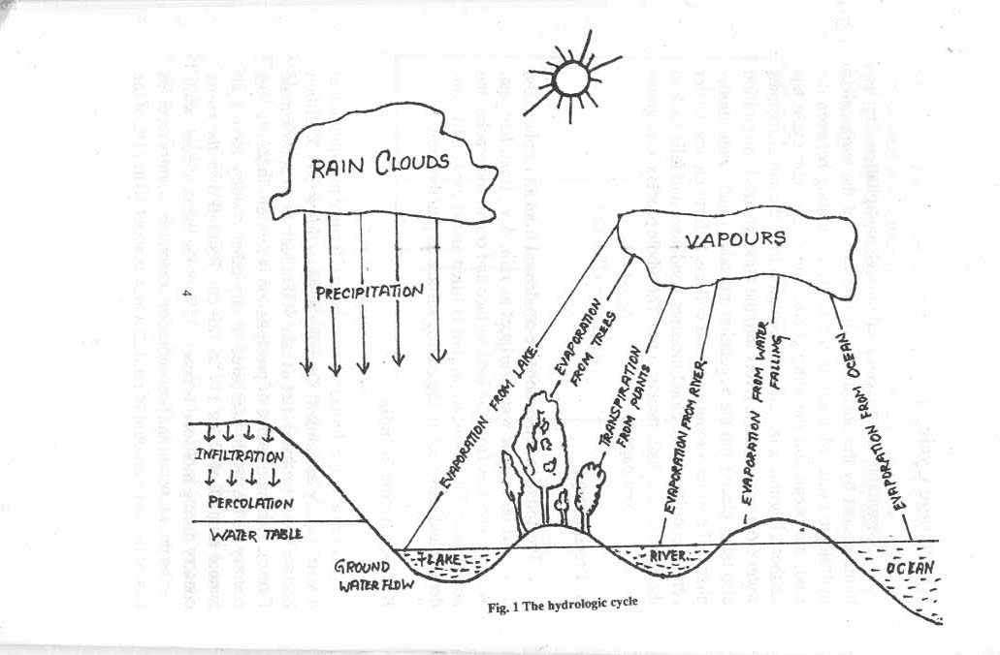 RAIN CLOUDS
VAPOURS
PRECIPITATION
4
EVAPORATION FROM LAKE
EVAPORATION
FROM TREES
TRANSPIRATION
FROM PLANTS
EVAPORATION FROM RIVER
EVAPORATION FROM WATER
FALLING
EVAPORATION FROM OCEAN
INFILTRATION
PERCOLATION
WATER TABLE
GROUND
WATER FLOW
LAKE
RIVER
OCEAN
Fig. 1 The hydrologic cycle